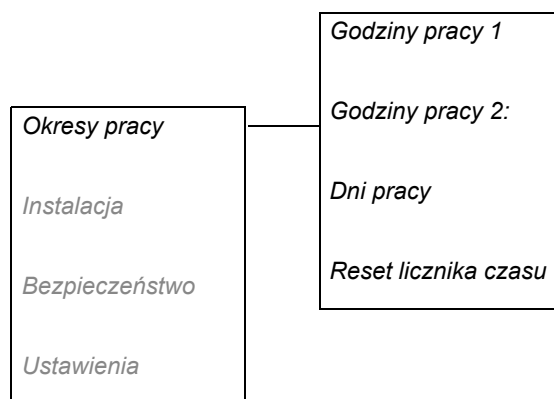 Okresy pracy
Instalacja
Bezpieczeństwo
Ustawienia
Godziny pracy 1
Godziny pracy 2:
Dni pracy
Reset licznika czasu